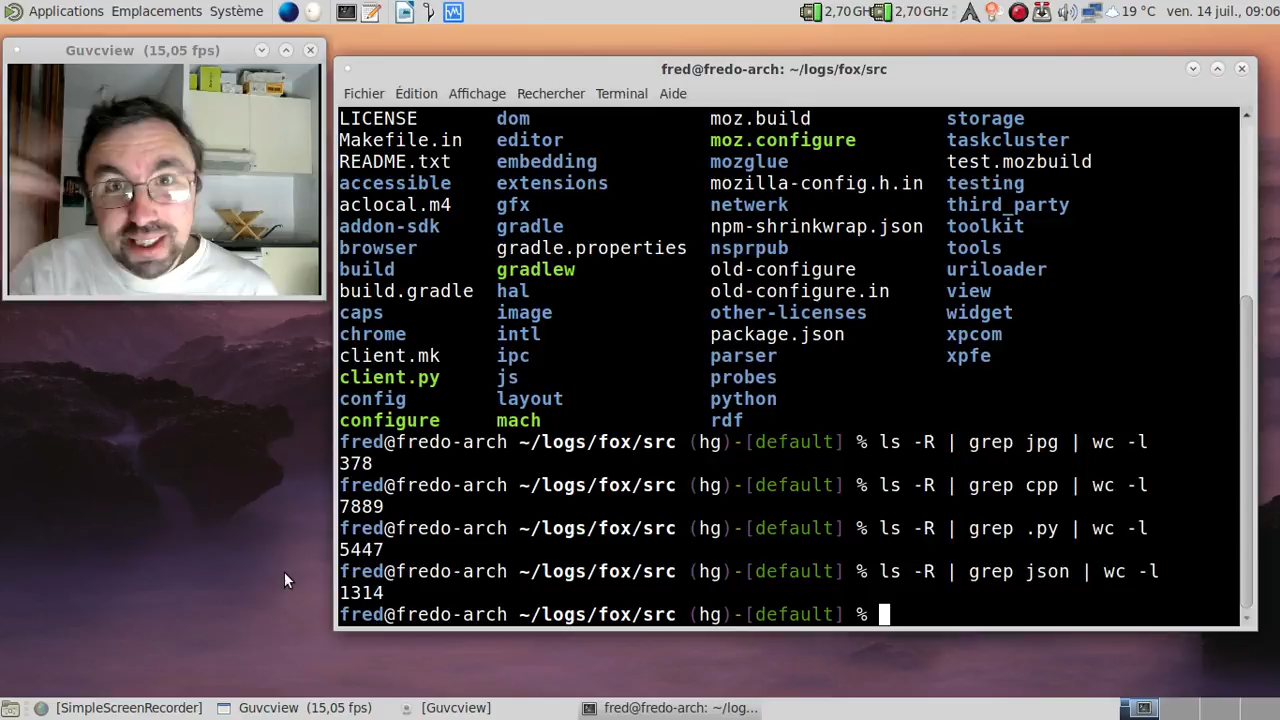 Applications Emplacements Système
2,70 GHz 2,70 GHz 19 °C ven. 14 juil., 09:06
Guvcview (15,05 fps)
fred@fredo-arch: ~/logs/fox/src
Fichier Édition Affichage Rechercher Terminal Aide
LICENSE dom moz.build storage
Makefile.in editor moz.configure taskcluster
README.txt embedding mozglue test.mozbuild
accessible extensions mozilla-config.h.in testing
aclocal.m4 gfx netwerk third_party
addon-sdk gradle npm-shrinkwrap.json toolkit
browser gradle.properties nsprpub tools
build gradlew old-configure uriloader
build.gradle hal old-configure.in view
caps image other-licenses widget
chrome intl package.json xpcom
client.mk ipc parser xpfe
client.py js probes
config layout python
configure mach rdf
fred@fredo-arch ~/logs/fox/src (hg)-[default] % ls -R | grep jpg | wc -l
378
fred@fredo-arch ~/logs/fox/src (hg)-[default] % ls -R | grep cpp | wc -l
7889
fred@fredo-arch ~/logs/fox/src (hg)-[default] % ls -R | grep .py | wc -l
5447
fred@fredo-arch ~/logs/fox/src (hg)-[default] % ls -R | grep json | wc -l
1314
fred@fredo-arch ~/logs/fox/src (hg)-[default] %
[SimpleScreenRecorder] Guvcview (15,05 fps) [Guvcview] fred@fredo-arch: ~/log...